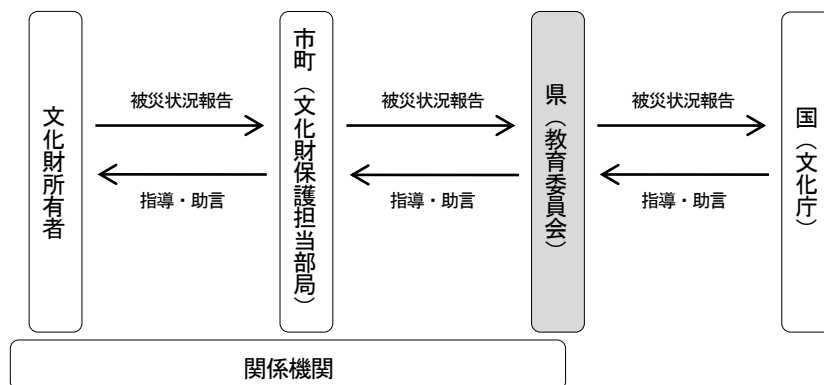 文化財所有者
被災状況報告
指導・助言
市町（文化財保護担当部局）
被災状況報告
指導・助言
県（教育委員会）
被災状況報告
指導・助言
国（文化庁）
関係機関